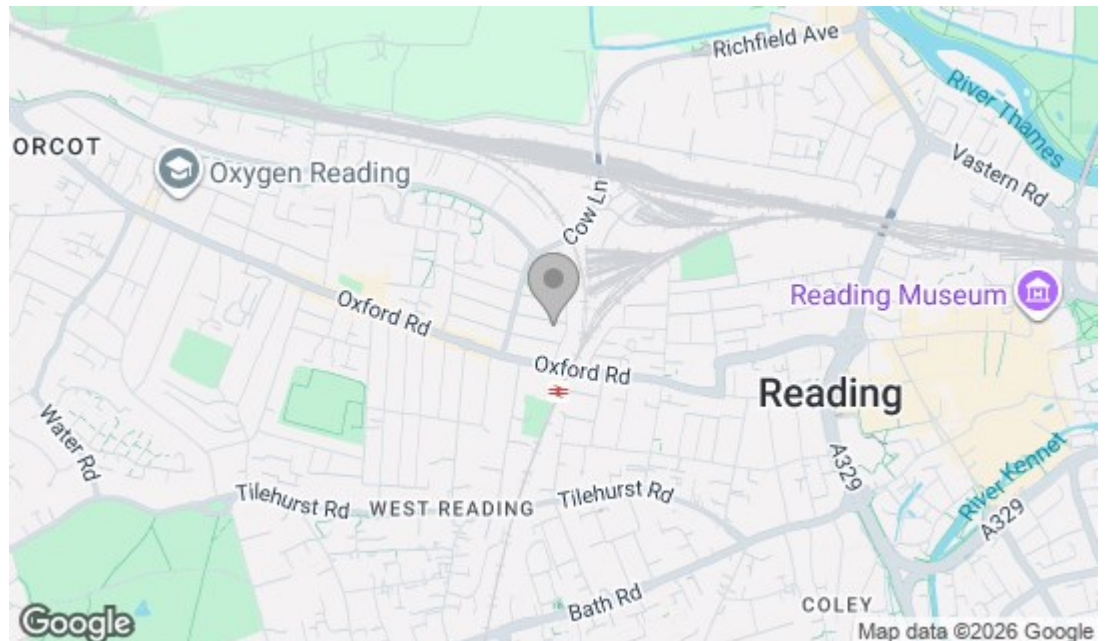 Richfield Ave
River Thames
ORCOT
Oxygen Reading
Vastern Rd
Cow Ln
Reading Museum
Oxford Rd
Oxford Rd
Reading
Water Rd
A329
River Kennet
Tilehurst Rd
WEST READING
Tilehurst Rd
A329
Bath Rd
COLEY
Google
Map data ©2026 Google